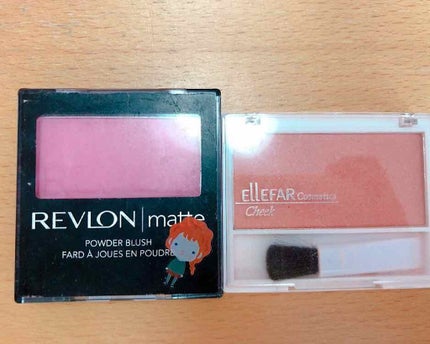 REVLON | matte
POWDER BLUSH
FARD À JOUES EN POUDRE
EllEFAR Cosmetics
Cheek